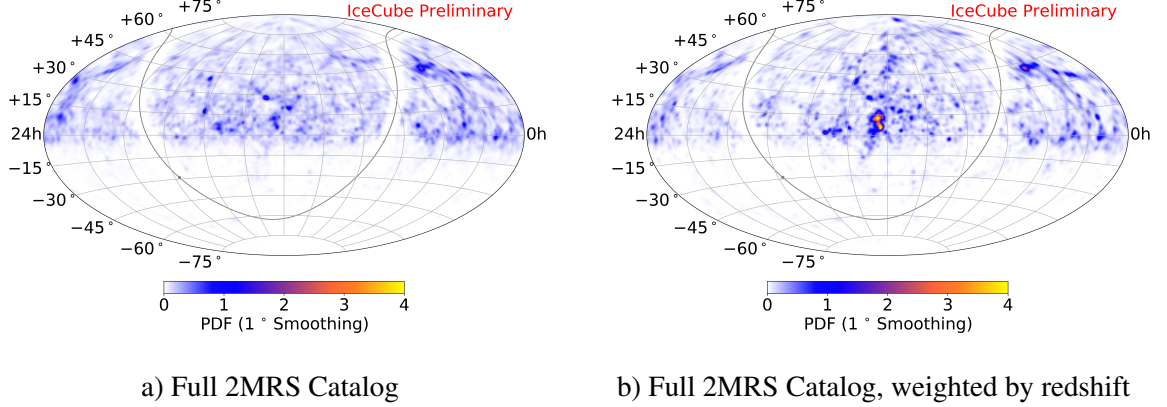 IceCube Preliminary
+75°
+60°
+45°
+30°
+15°
24h
0h
−15°
−30°
−45°
−60°
−75°
0 1 2 3 4
PDF (1 ° Smoothing)
a) Full 2MRS Catalog
IceCube Preliminary
+75°
+60°
+45°
+30°
+15°
24h
0h
−15°
−30°
−45°
−60°
−75°
0 1 2 3 4
PDF (1 ° Smoothing)
b) Full 2MRS Catalog, weighted by redshift